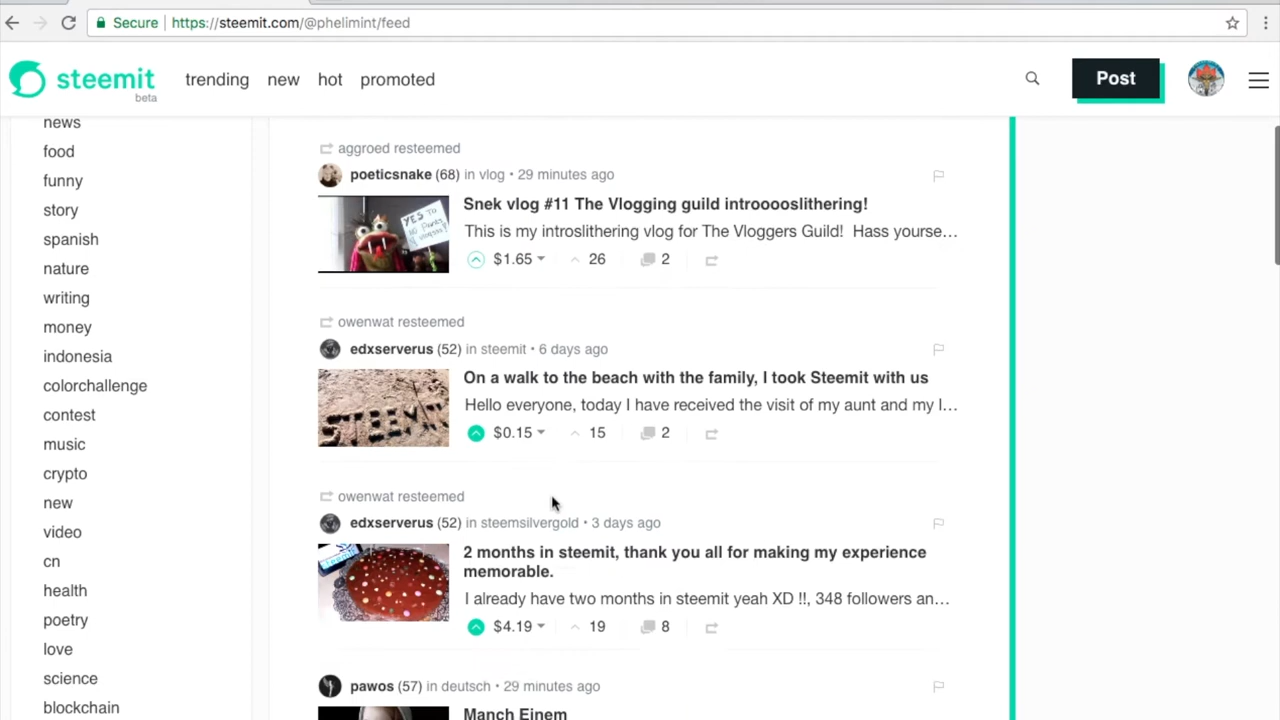 Secure https://steemit.com/@phelimint/feed
steemit
beta
trending new hot promoted
Post
news
food
funny
story
spanish
nature
writing
money
indonesia
colorchallenge
contest
music
crypto
new
video
cn
health
poetry
love
science
blockchain
aggroed resteemed
poeticsnake (68) in vlog • 29 minutes ago
Snek vlog #11 The Vlogging guild introoooslithering!
This is my introslithering vlog for The Vloggers Guild! Hass yourse…
$1.65 26 2
YES TO
owenwat resteemed
edxserverus (52) in steemit • 6 days ago
On a walk to the beach with the family, I took Steemit with us
Hello everyone, today I have received the visit of my aunt and my l…
$0.15 15 2
STEEMIT
owenwat resteemed
edxserverus (52) in steemsilvergold • 3 days ago
2 months in steemit, thank you all for making my experience
memorable.
I already have two months in steemit yeah XD !!, 348 followers an…
$4.19 19 8
pawos (57) in deutsch • 29 minutes ago
Manch Einem